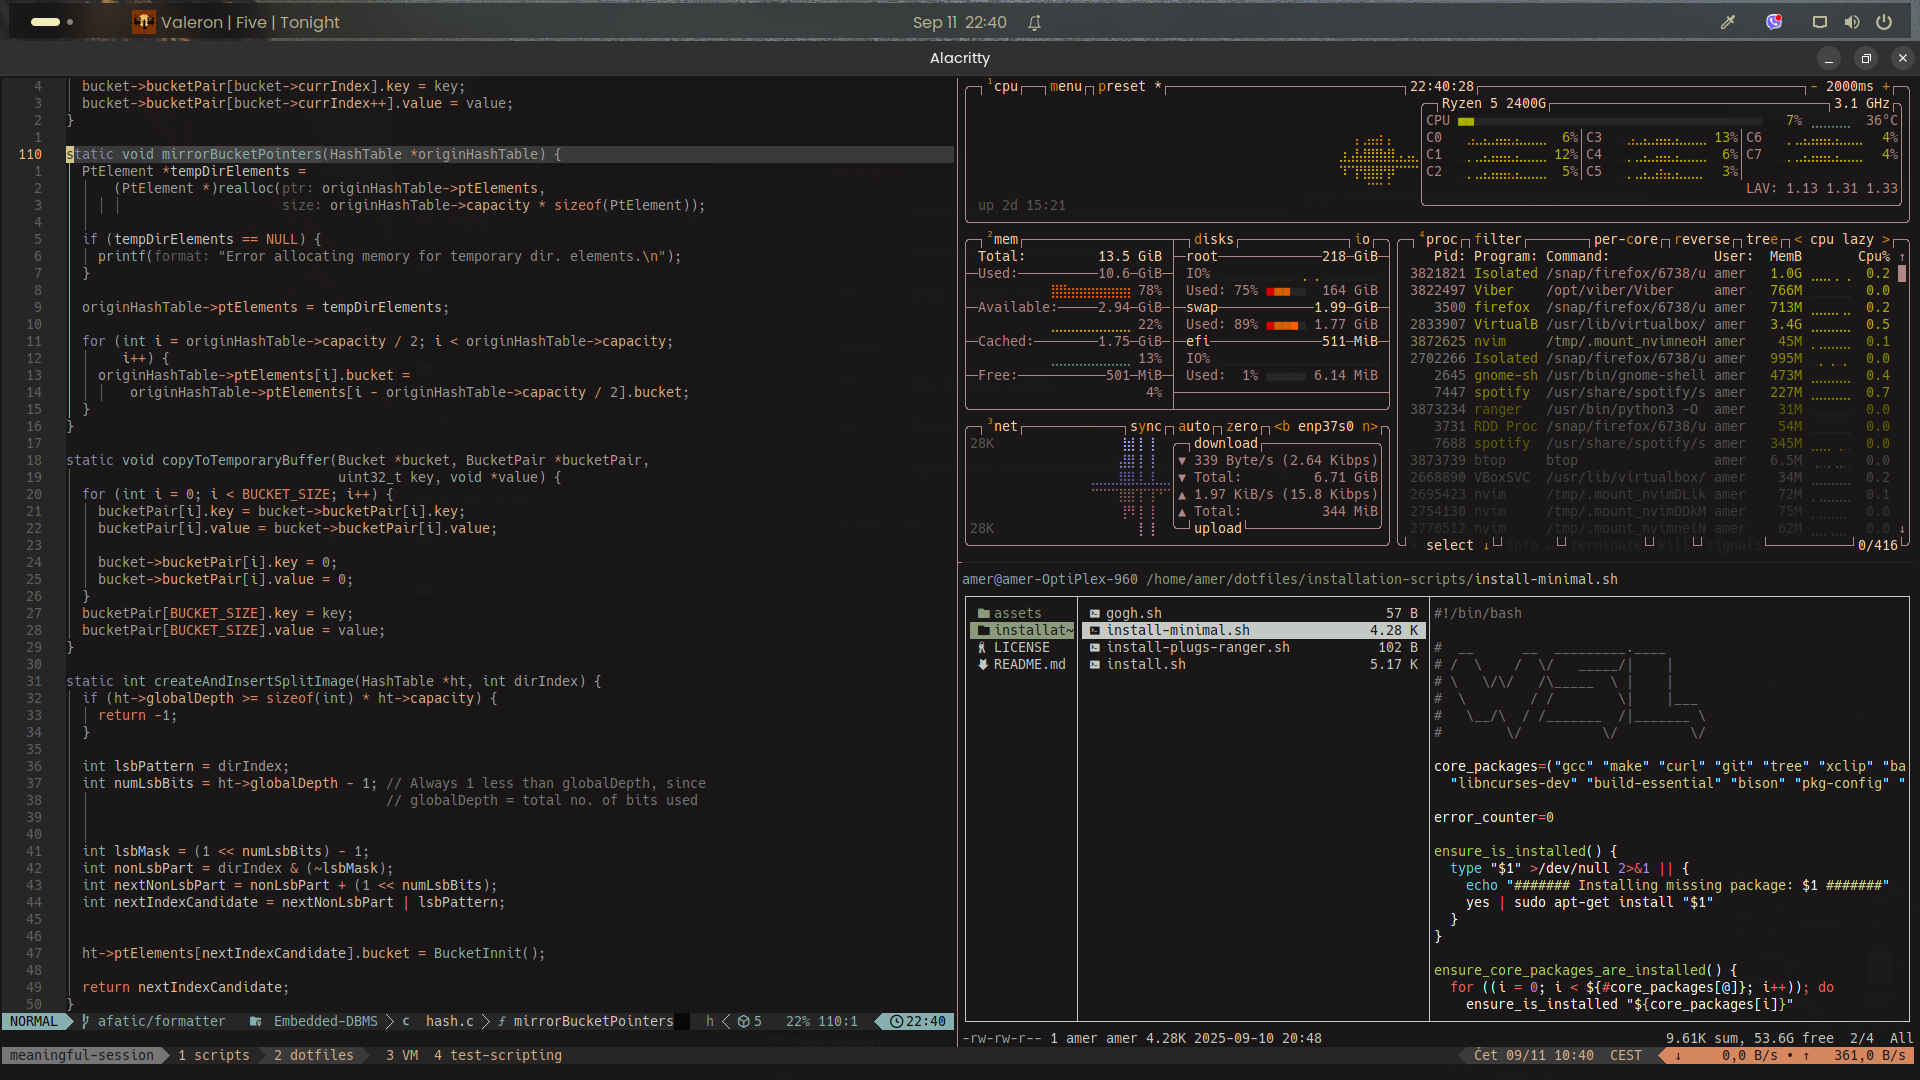 Valeron | Five | Tonight
Sep 11 22:40
Alacritty
4 bucket->bucketPair[bucket->currIndex].key = key;
3 bucket->bucketPair[bucket->currIndex++].value = value;
2 }
1
110 static void mirrorBucketPointers(HashTable *originHashTable) {
1 PtElement *tempDirElements =
2 (PtElement *)realloc(ptr: originHashTable->ptElements,
3 size: originHashTable->capacity * sizeof(PtElement));
4
5 if (tempDirElements == NULL) {
6 printf(format: "Error allocating memory for temporary dir. elements.\n");
7 }
8
9 originHashTable->ptElements = tempDirElements;
10
11 for (int i = originHashTable->capacity / 2; i < originHashTable->capacity;
12 i++) {
13 originHashTable->ptElements[i].bucket =
14 originHashTable->ptElements[i - originHashTable->capacity / 2].bucket;
15 }
16 }
17
18 static void copyToTemporaryBuffer(Bucket *bucket, BucketPair *bucketPair,
19 uint32_t key, void *value) {
20 for (int i = 0; i < BUCKET_SIZE; i++) {
21 bucketPair[i].key = bucket->bucketPair[i].key;
22 bucketPair[i].value = bucket->bucketPair[i].value;
23
24 bucket->bucketPair[i].key = 0;
25 bucket->bucketPair[i].value = 0;
26 }
27 bucketPair[BUCKET_SIZE].key = key;
28 bucketPair[BUCKET_SIZE].value = value;
29 }
30
31 static int createAndInsertSplitImage(HashTable *ht, int dirIndex) {
32 if (ht->globalDepth >= sizeof(int) * ht->capacity) {
33 return -1;
34 }
35
36 int lsbPattern = dirIndex;
37 int numLsbBits = ht->globalDepth - 1; // Always 1 less than globalDepth, since
38 // globalDepth = total no. of bits used
39
40
41 int lsbMask = (1 << numLsbBits) - 1;
42 int nonLsbPart = dirIndex & (~lsbMask);
43 int nextNonLsbPart = nonLsbPart + (1 << numLsbBits);
44 int nextIndexCandidate = nextNonLsbPart | lsbPattern;
45
46
47 ht->ptElements[nextIndexCandidate].bucket = BucketInnit();
48
49 return nextIndexCandidate;
50 }
NORMAL afatic/formatter Embedded-DBMS c hash.c ƒ mirrorBucketPointers h 5 22% 110:1 22:40
1cpu menu preset * 22:40:28 - 2000ms +
Ryzen 5 2400G 3.1 GHz
CPU 7% 36°C
C0 6% C3 13% C6 4%
C1 12% C4 6% C7 4%
C2 5% C5 3%
LAV: 1.13 1.31 1.33
up 2d 15:21
2mem disks io
Total: 13.5 GiB root 218 GiB
Used: 10.6 GiB IO%
78% Used: 75% 164 GiB
Available: 2.94 GiB swap 1.99 GiB
22% Used: 89% 1.77 GiB
Cached: 1.75 GiB efi 511 MiB
13% IO%
Free: 501 MiB Used: 1% 6.14 MiB
4%
3net sync auto zero <b enp37s0 n>
28K download
▼ 339 Byte/s (2.64 Kibps)
▼ Total: 6.71 GiB
▲ 1.97 KiB/s (15.8 Kibps)
▲ Total: 344 MiB
28K upload
4proc filter per-core reverse tree < cpu lazy >
Pid: Program: Command: User: MemB Cpu% ↑
3821821 Isolated /snap/firefox/6738/u amer 1.0G 0.2
3822497 Viber /opt/viber/Viber amer 766M 0.0
3500 firefox /snap/firefox/6738/u amer 713M 0.2
2833907 VirtualB /usr/lib/virtualbox/ amer 3.4G 0.5
3872625 nvim /tmp/.mount_nvimneoH amer 45M 0.1
2702266 Isolated /snap/firefox/6738/u amer 995M 0.0
2645 gnome-sh /usr/bin/gnome-shell amer 473M 0.4
7447 spotify /usr/share/spotify/s amer 227M 0.7
3873234 ranger /usr/bin/python3 -O amer 31M 0.0
3731 RDD Proc /snap/firefox/6738/u amer 54M 0.0
7688 spotify /usr/share/spotify/s amer 345M 0.0
3873739 btop btop amer 6.5M 0.0
2668890 VBoxSVC /usr/lib/virtualbox/ amer 34M 0.2
2695423 nvim /tmp/.mount_nvimDLik amer 72M 0.1
2754130 nvim /tmp/.mount_nvimODkM amer 75M 0.0
2770512 nvim /tmp/.mount_nvimneiN amer 62M 0.0 ↓
↑ select ↓ info ↵ terminate kill signals 0/416
amer@amer-OptiPlex-960 /home/amer/dotfiles/installation-scripts/install-minimal.sh
assets gogh.sh 57 B
installat~ install-minimal.sh 4.28 K
LICENSE install-plugs-ranger.sh 102 B
README.md install.sh 5.17 K
#!/bin/bash
# __ __ _________.____
# / \ / \/ _____/| |
# \ \/\/ /\_____ \ | |
# \ / / \| |___
# \__/\ / /_______ /|_______ \
# \/ \/ \/
core_packages=("gcc" "make" "curl" "git" "tree" "xclip" "ba
"libncurses-dev" "build-essential" "bison" "pkg-config" "
error_counter=0
ensure_is_installed() {
type "$1" >/dev/null 2>&1 || {
echo "####### Installing missing package: $1 #######"
yes | sudo apt-get install "$1"
}
}
ensure_core_packages_are_installed() {
for ((i = 0; i < ${#core_packages[@]}; i++)); do
ensure_is_installed "${core_packages[i]}"
-rw-rw-r-- 1 amer amer 4.28K 2025-09-10 20:48 9.61K sum, 53.6G free 2/4 All
meaningful-session 1 scripts 2 dotfiles 3 VM 4 test-scripting Čet 09/11 10:40 CEST ↓ 0,0 B/s • ↑ 361,0 B/s